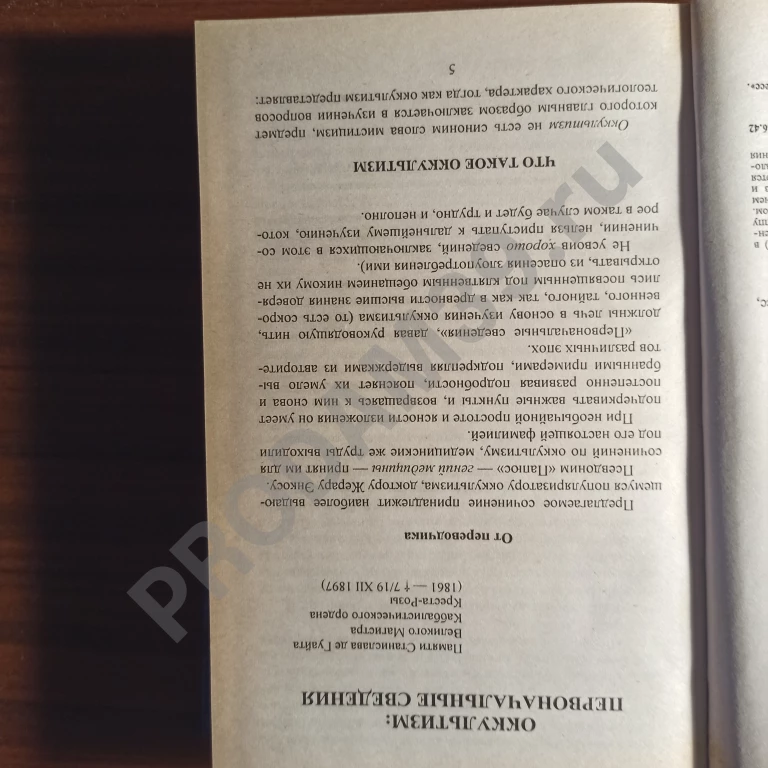 ОККУЛЬТИЗМ:
ПЕРВОНАЧАЛЬНЫЕ СВЕДЕНИЯ
Памяти Станислава де Гуайта
Великого Магистра
Каббалистического ордена
Креста-Розы
(1861 — † 7/19 XII 1897)
От переводчика
Предлагаемое сочинение принадлежит наиболее выдаю-
щемуся популяризатору оккультизма, доктору Жерару Энкосу.
Псевдоним «Папюс» — гений медицины — принят им для
сочинений по оккультизму, медицинские же труды выходили
под его настоящей фамилией.
При необычайной простоте и ясности изложения он умеет
подчеркивать важные пункты и, возвращаясь к ним снова и
постепенно развивая подробности, поясняет их умело вы-
бранными примерами, подкрепляя выдержками из авторите-
тов различных эпох.
«Первоначальные сведения», давая руководящую нить,
должны лечь в основу изучения оккультизма (то есть сокро-
венного, тайного, так как в древности высшие знания доверя-
лись посвященным под клятвенным обещанием никому их не
открывать, из опасения злоупотребления ими).
Не усвоив хорошо сведений, заключающихся в этом со-
чинении, нельзя приступать к дальнейшему изучению, кото-
рое в таком случае будет и трудно, и неполно.
ЧТО ТАКОЕ ОККУЛЬТИЗМ
Оккультизм не есть синоним слова мистицизм, предмет
которого главным образом заключается в изучении вопросов
теологического характера, тогда как оккультизм представляет:
5
PRODAMUS.ru